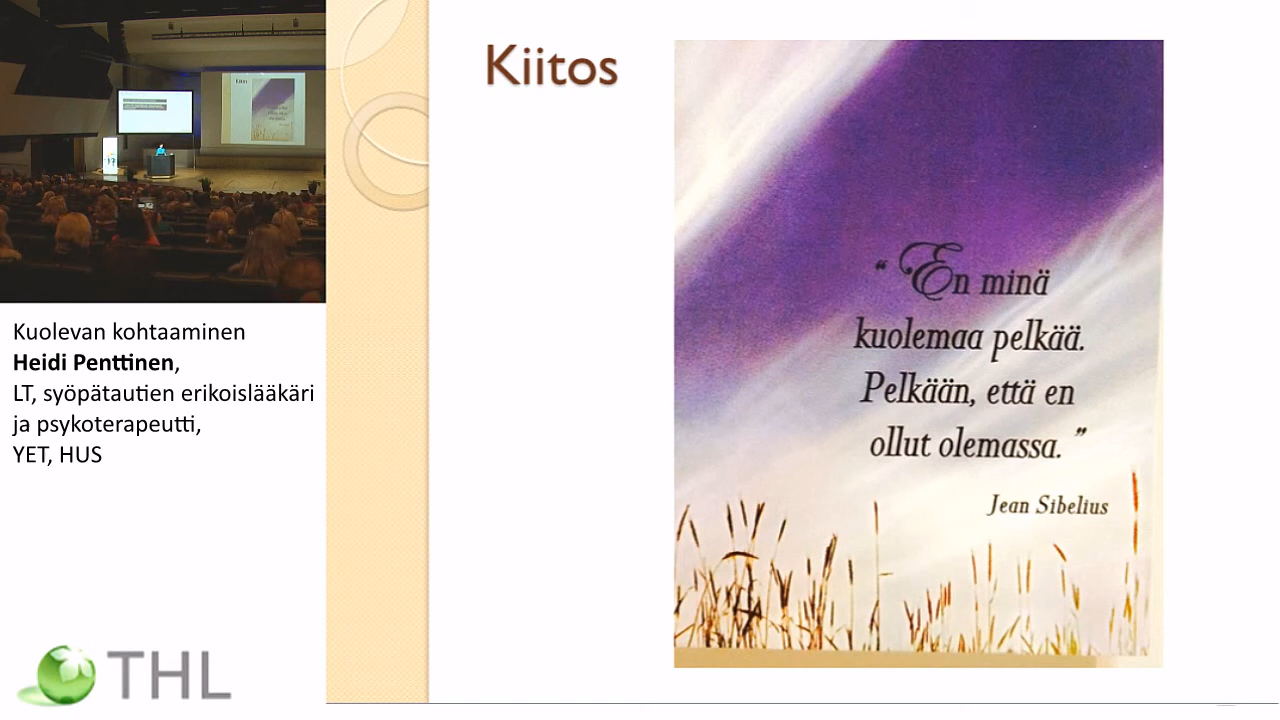 Kiitos
“ En minä
kuolemaa pelkää.
Pelkään, että en
ollut olemassa. ”
Jean Sibelius
Kuolevan kohtaaminen
Heidi Penttinen,
LT, syöpätautien erikoislääkäri
ja psykoterapeutti,
YET, HUS
THL